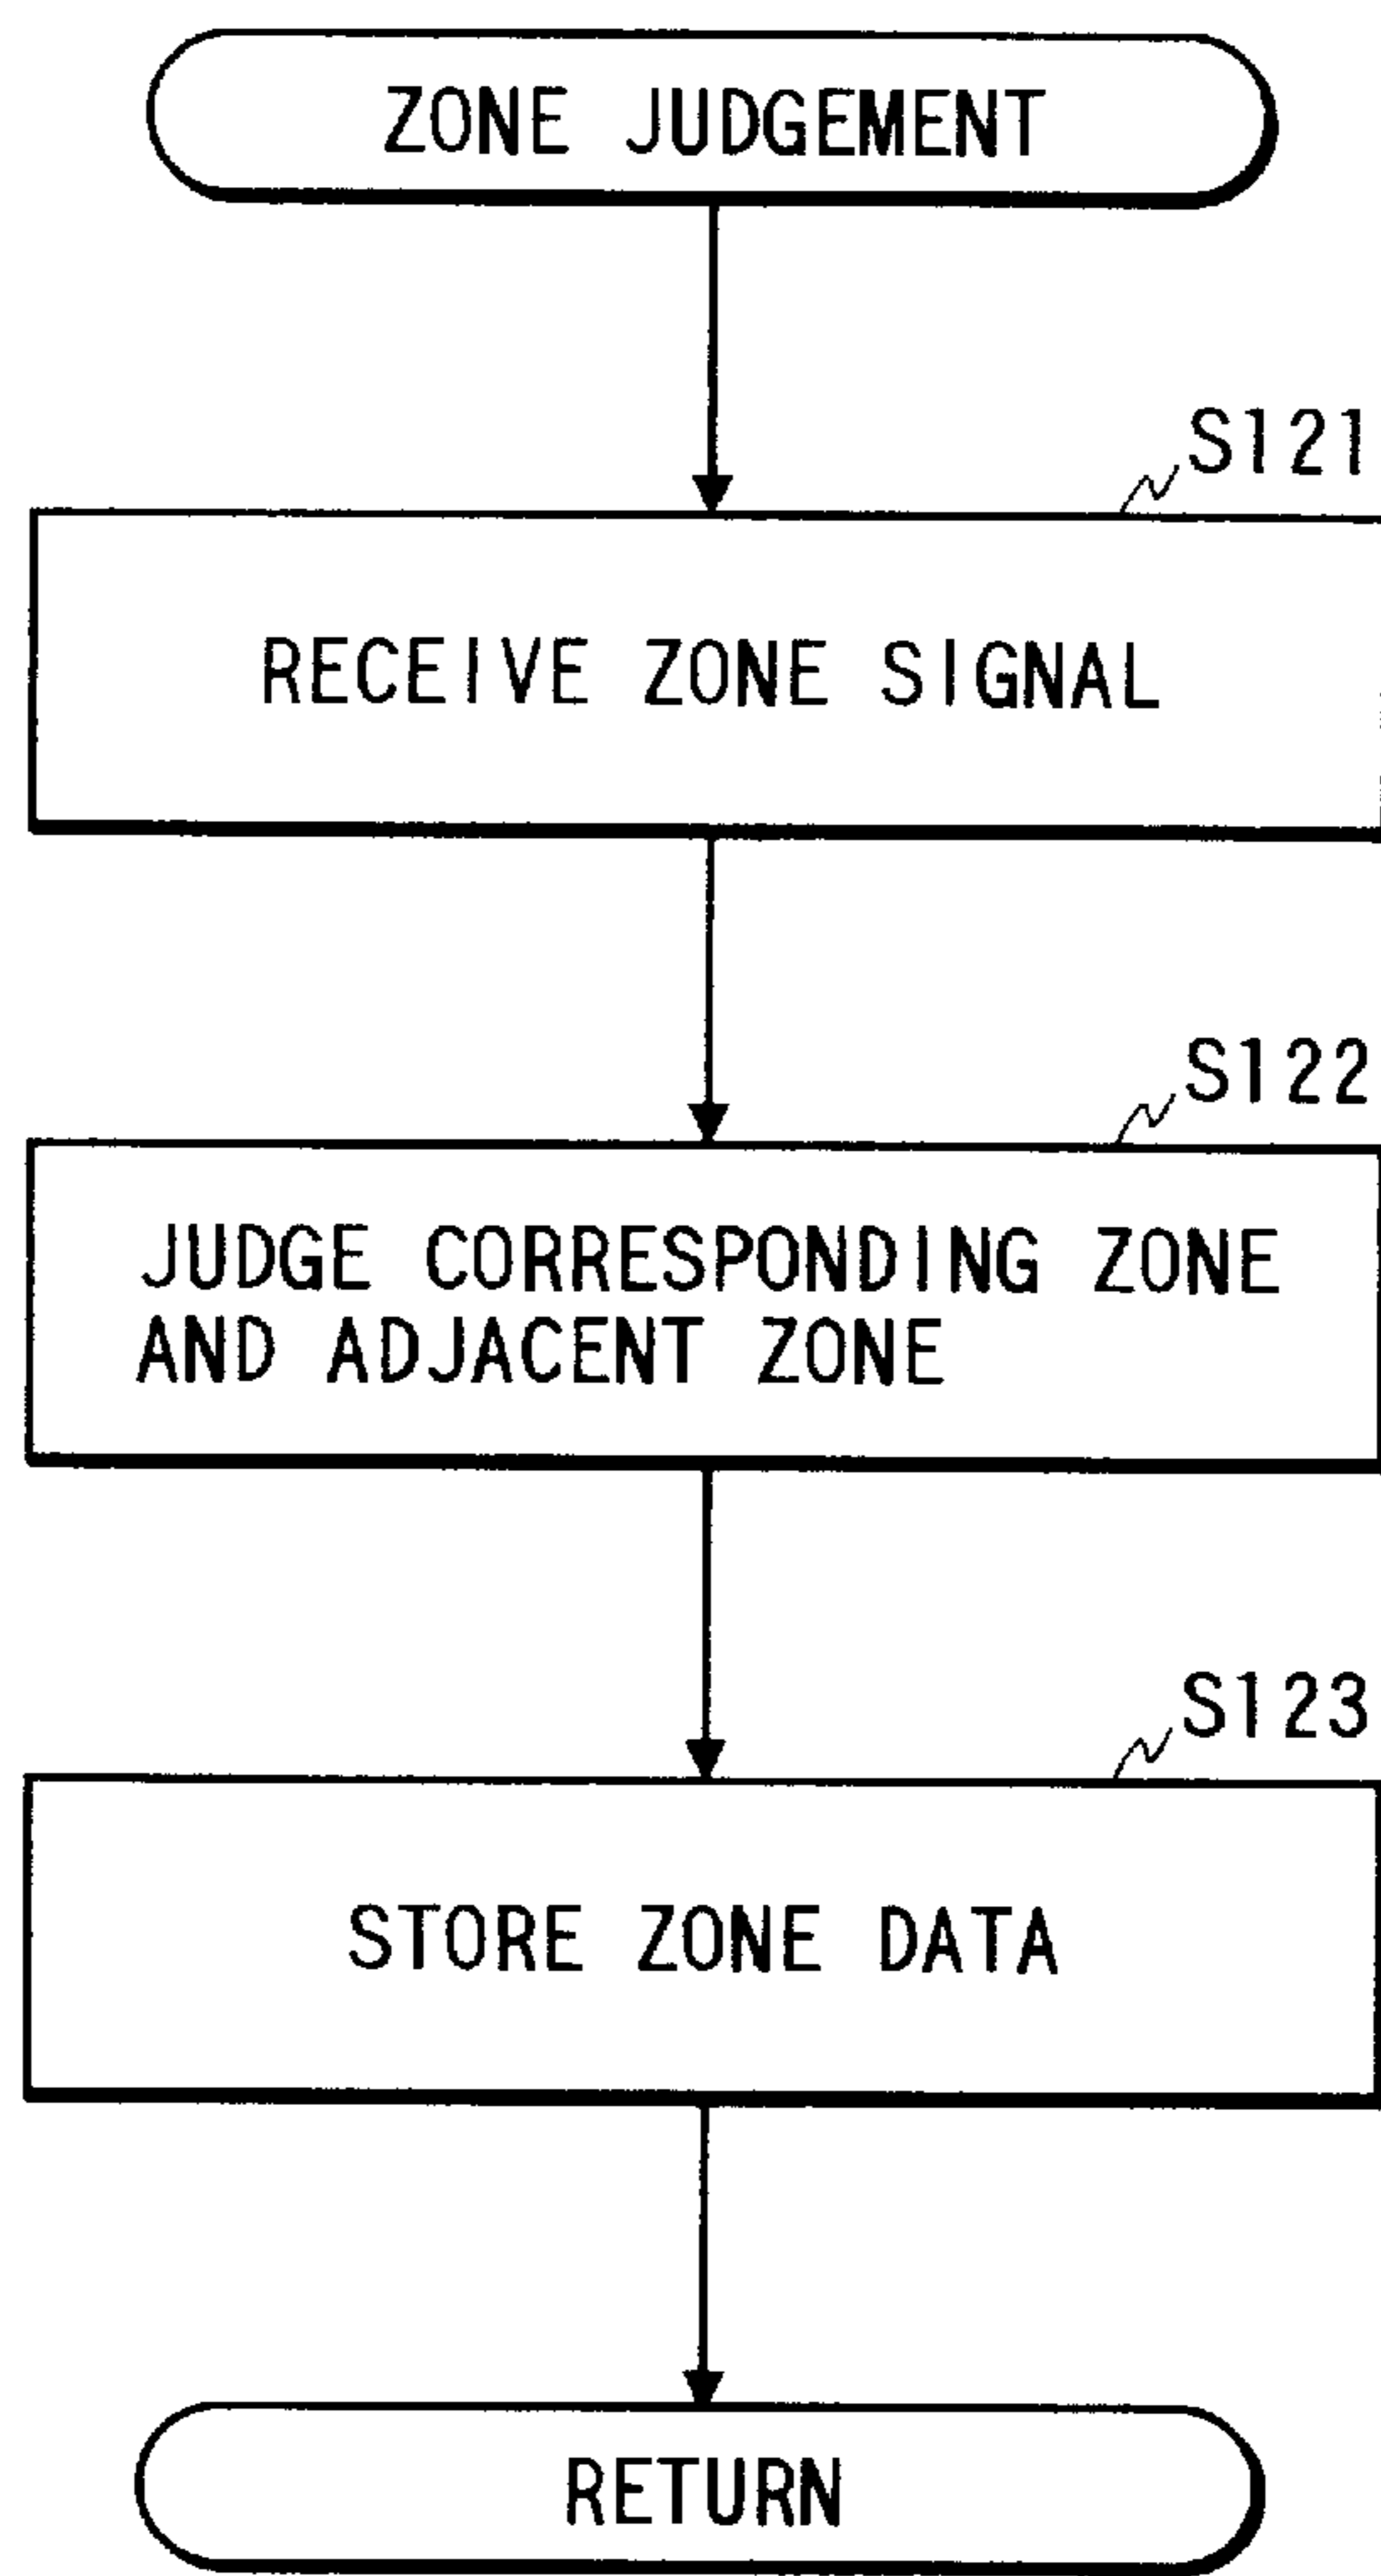 ZONE JUDGEMENT
S121
RECEIVE ZONE SIGNAL
S122
JUDGE CORRESPONDING ZONE
AND ADJACENT ZONE
S123
STORE ZONE DATA
RETURN